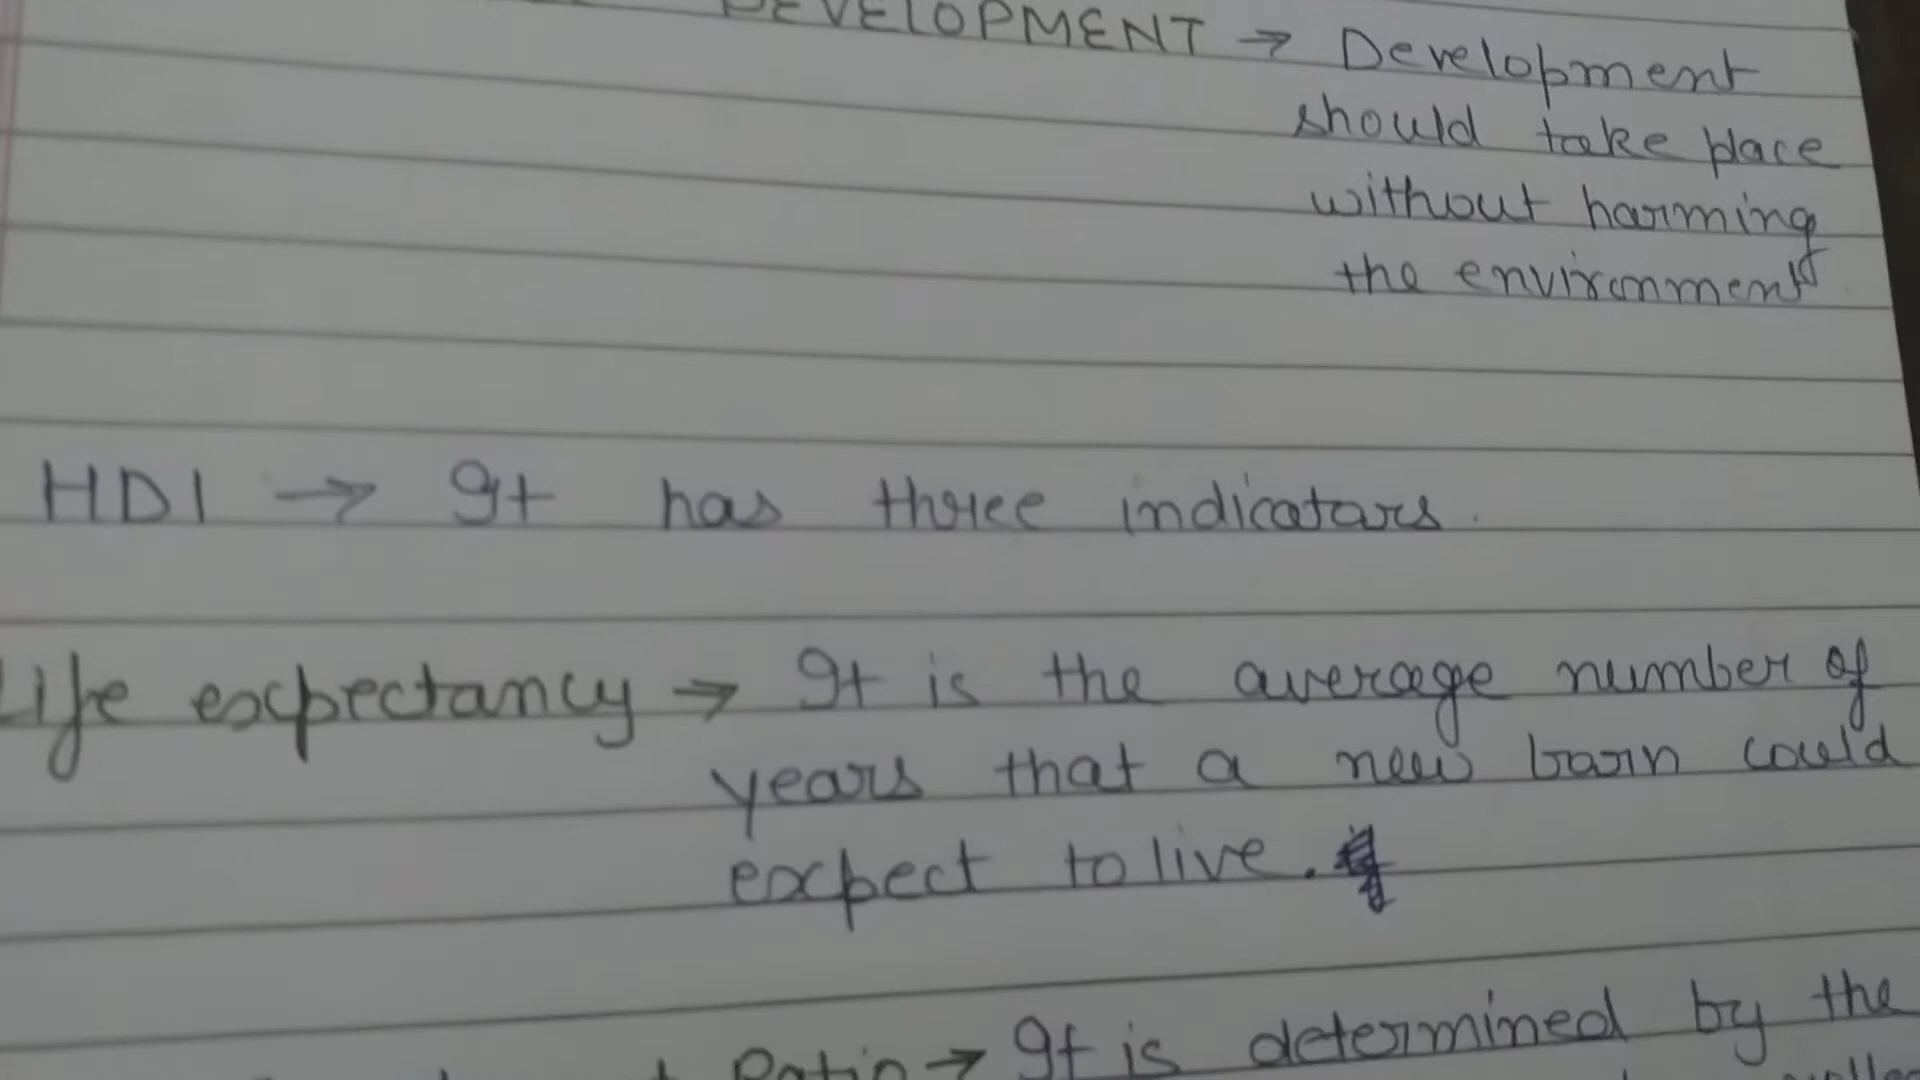 DEVELOPMENT → Development
should take place
without harming
the environment
HDI → It has three indicators.
Life expectancy → It is the average number of
years that a new born could
expect to live.
Ratio → It is determined by the